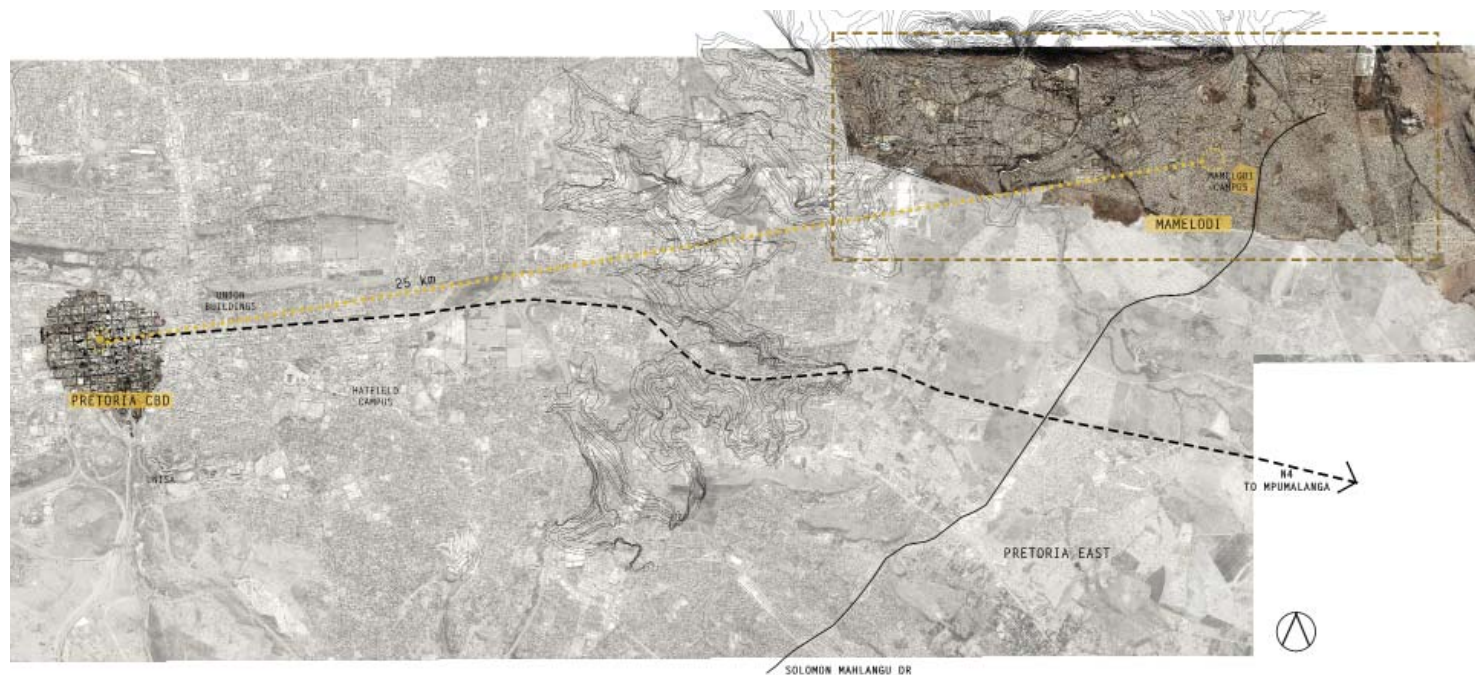 MAMELODI
CAMPUS
MAMELODI
25 km
UNION
BUILDINGS
PRETORIA CBD
HATFIELD
CAMPUS
UNISA
N4
TO MPUMALANGA
PRETORIA EAST
SOLOMON MAHLANGU DR